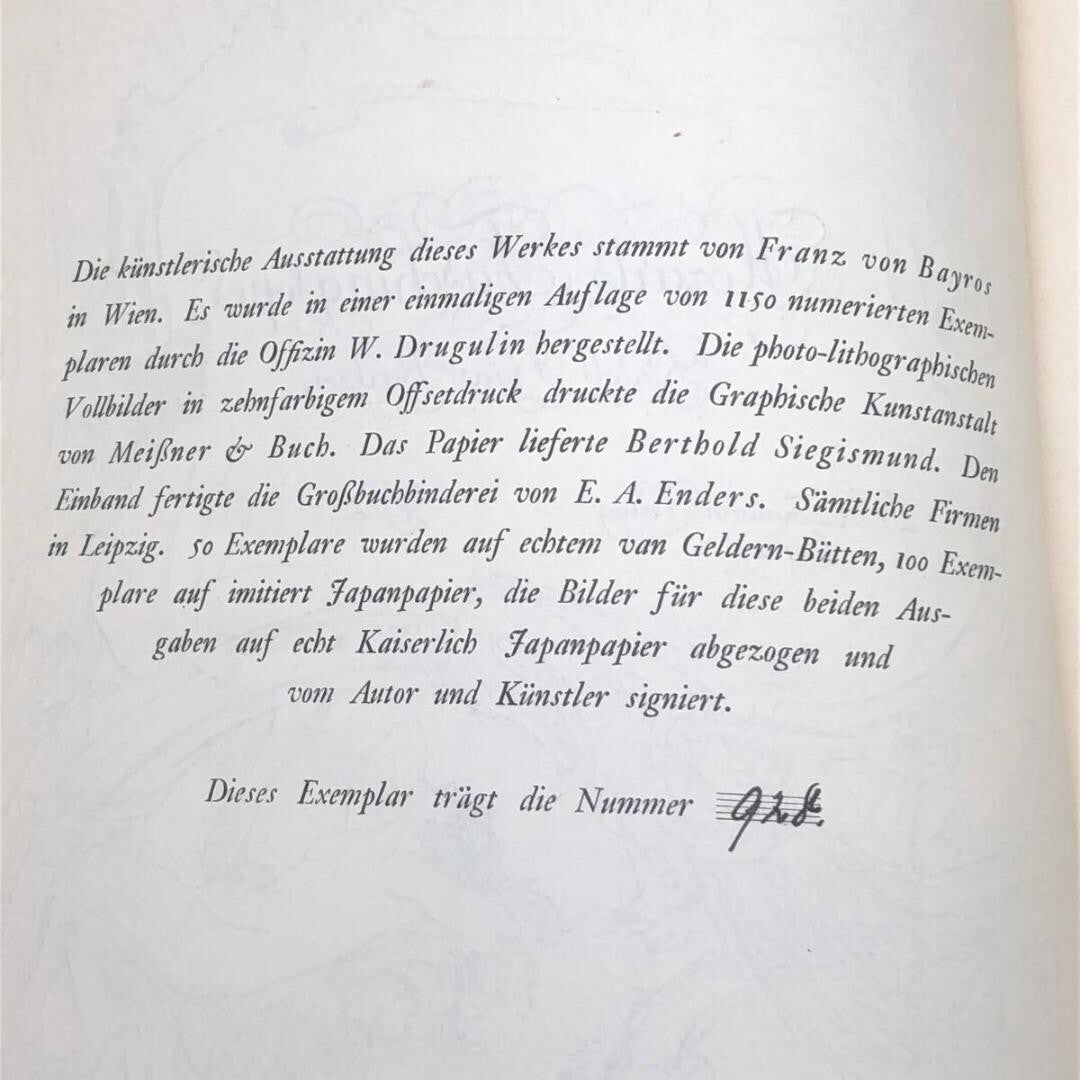 Die künstlerische Ausstattung dieses Werkes stammt von Franz von Bayros
in Wien. Es wurde in einer einmaligen Auflage von 1150 numerierten Exem-
plaren durch die Offizin W. Drugulin hergestellt. Die photo-lithographischen
Vollbilder in zehnfarbigem Offsetdruck druckte die Graphische Kunstanstalt
von Meißner & Buch. Das Papier lieferte Berthold Siegismund. Den
Einband fertigte die Großbuchbinderei von E. A. Enders. Sämtliche Firmen
in Leipzig. 50 Exemplare wurden auf echtem van Geldern-Bütten, 100 Exem-
plare auf imitiert Japanpapier, die Bilder für diese beiden Aus-
gaben auf echt Kaiserlich Japanpapier abgezogen und
vom Autor und Künstler signiert.
Dieses Exemplar trägt die Nummer 928.